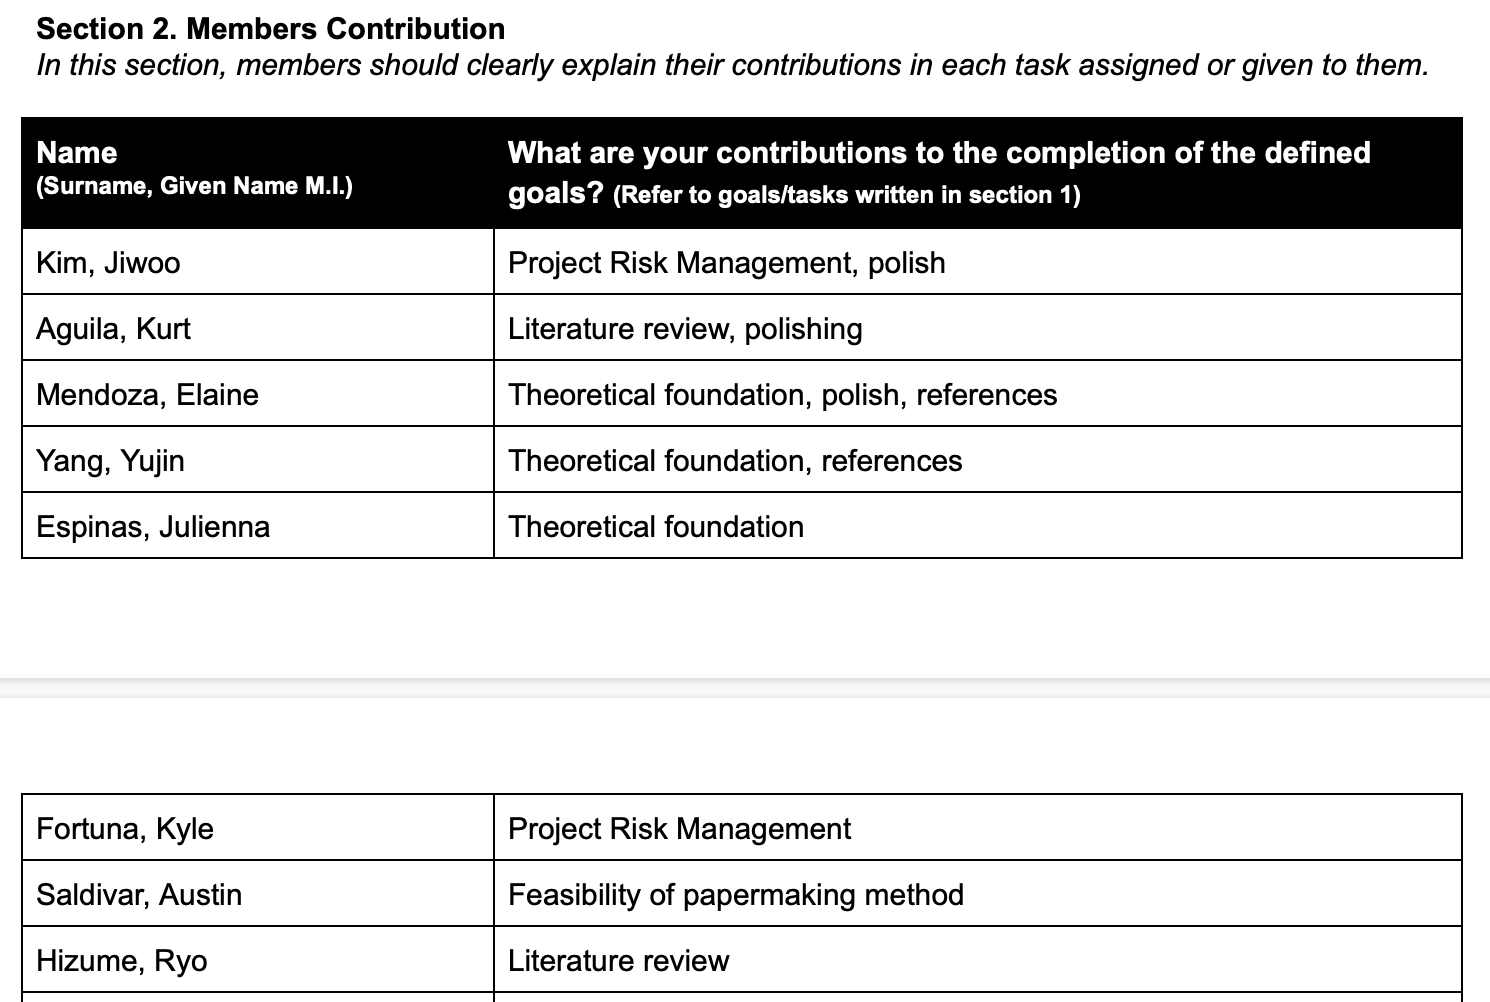 Section 2. Members Contribution
In this section, members should clearly explain their contributions in each task assigned or given to them.
Name
(Surname, Given Name M.I.)
What are your contributions to the completion of the defined
goals? (Refer to goals/tasks written in section 1)
Kim, Jiwoo
Project Risk Management, polish
Aguila, Kurt
Literature review, polishing
Mendoza, Elaine
Theoretical foundation, polish, references
Yang, Yujin
Theoretical foundation, references
Espinas, Julienna
Theoretical foundation
Fortuna, Kyle
Project Risk Management
Saldivar, Austin
Feasibility of papermaking method
Hizume, Ryo
Literature review